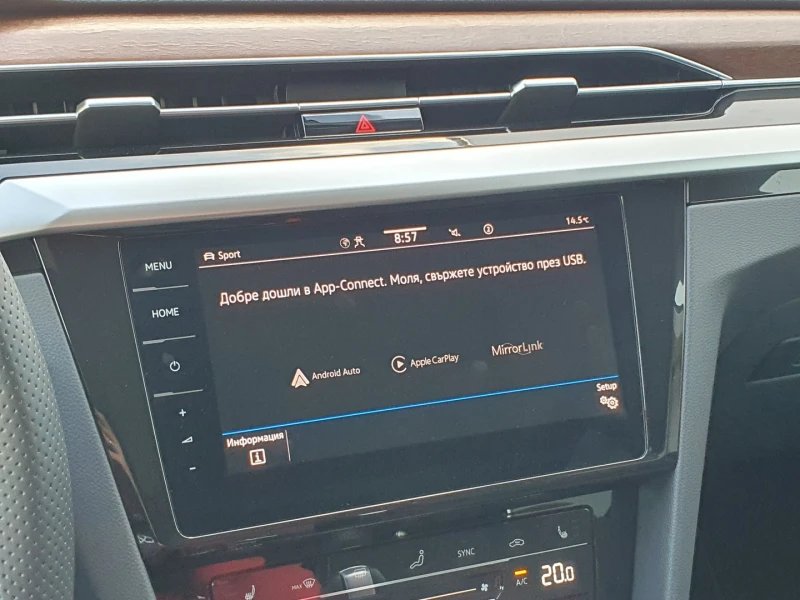 Sport
8:57
14.5°C
MENU
HOME
Добре дошли в App-Connect. Моля, свържете устройство през USB.
Android Auto
Apple CarPlay
MirrorLink
+
-
Информация
i
Setup
SYNC
MAX
A/C
20.0